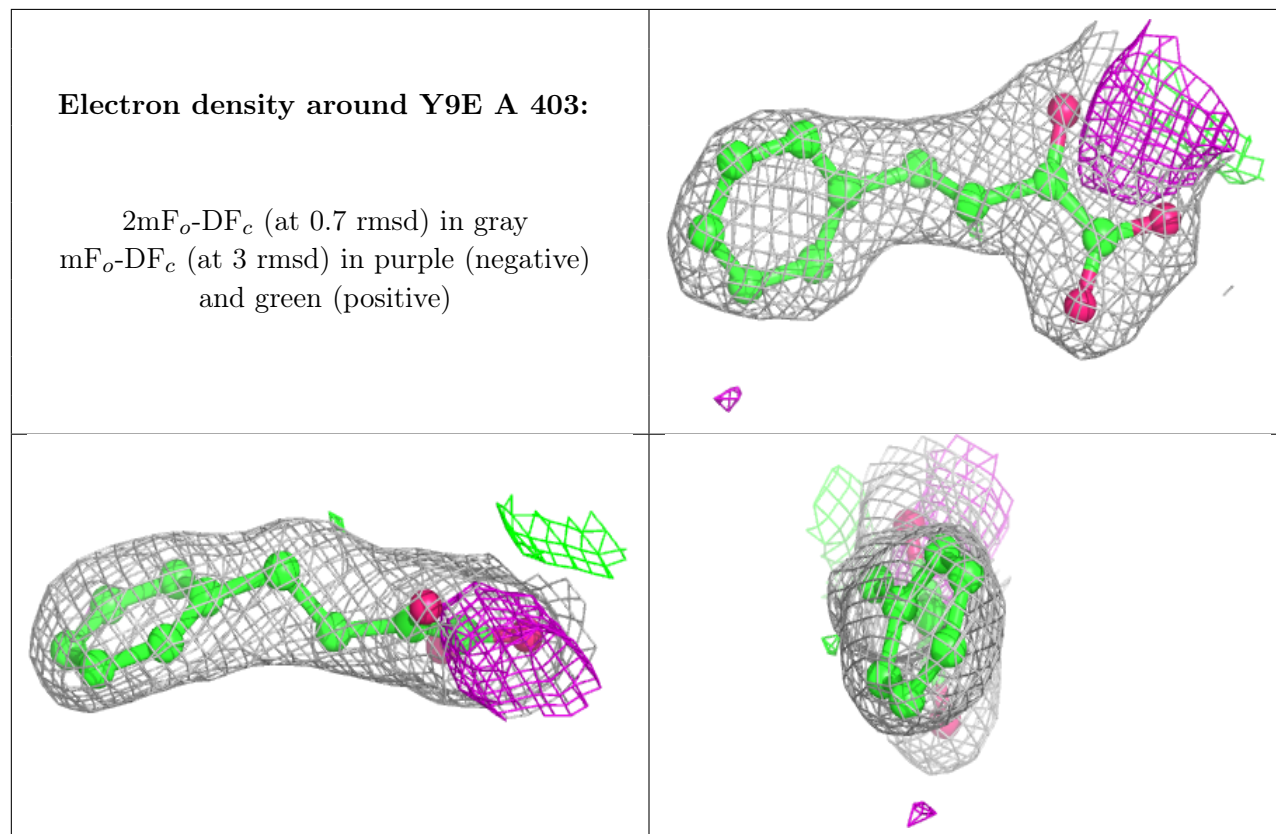 Electron density around Y9E A 403:
2mFo-DFc (at 0.7 rmsd) in gray
mFo-DFc (at 3 rmsd) in purple (negative)
and green (positive)